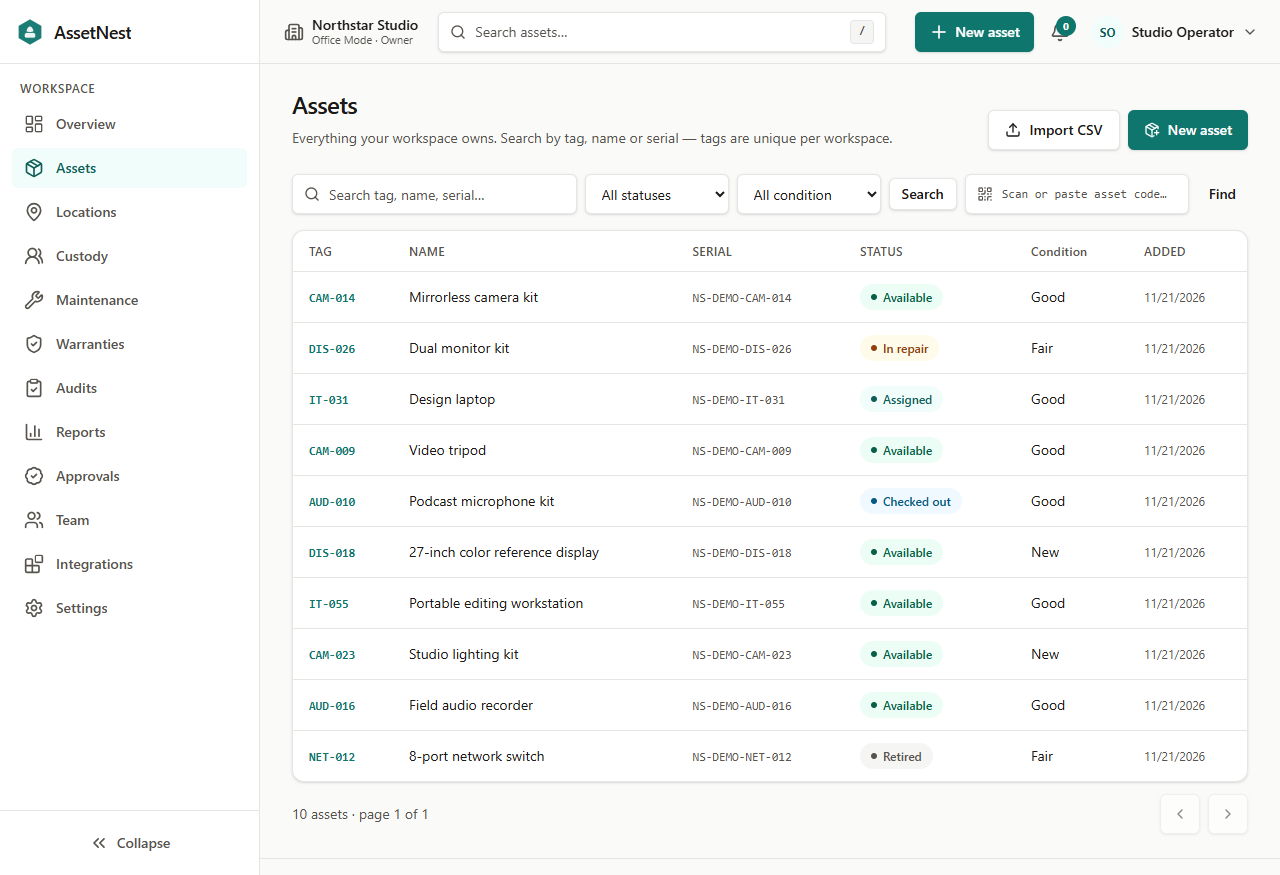 AssetNest
Northstar Studio
Office Mode · Owner
Search assets...
/
New asset
0
SO
Studio Operator
WORKSPACE
Overview
Assets
Locations
Custody
Maintenance
Warranties
Audits
Reports
Approvals
Team
Integrations
Settings
Collapse
Assets
Everything your workspace owns. Search by tag, name or serial — tags are unique per workspace.
Import CSV
New asset
Search tag, name, serial...
All statuses
All condition
Search
Scan or paste asset code…
Find
TAG NAME SERIAL STATUS Condition ADDED
CAM-014 Mirrorless camera kit NS-DEMO-CAM-014 Available Good 11/21/2026
DIS-026 Dual monitor kit NS-DEMO-DIS-026 In repair Fair 11/21/2026
IT-031 Design laptop NS-DEMO-IT-031 Assigned Good 11/21/2026
CAM-009 Video tripod NS-DEMO-CAM-009 Available Good 11/21/2026
AUD-010 Podcast microphone kit NS-DEMO-AUD-010 Checked out Good 11/21/2026
DIS-018 27-inch color reference display NS-DEMO-DIS-018 Available New 11/21/2026
IT-055 Portable editing workstation NS-DEMO-IT-055 Available Good 11/21/2026
CAM-023 Studio lighting kit NS-DEMO-CAM-023 Available New 11/21/2026
AUD-016 Field audio recorder NS-DEMO-AUD-016 Available Good 11/21/2026
NET-012 8-port network switch NS-DEMO-NET-012 Retired Fair 11/21/2026
10 assets · page 1 of 1